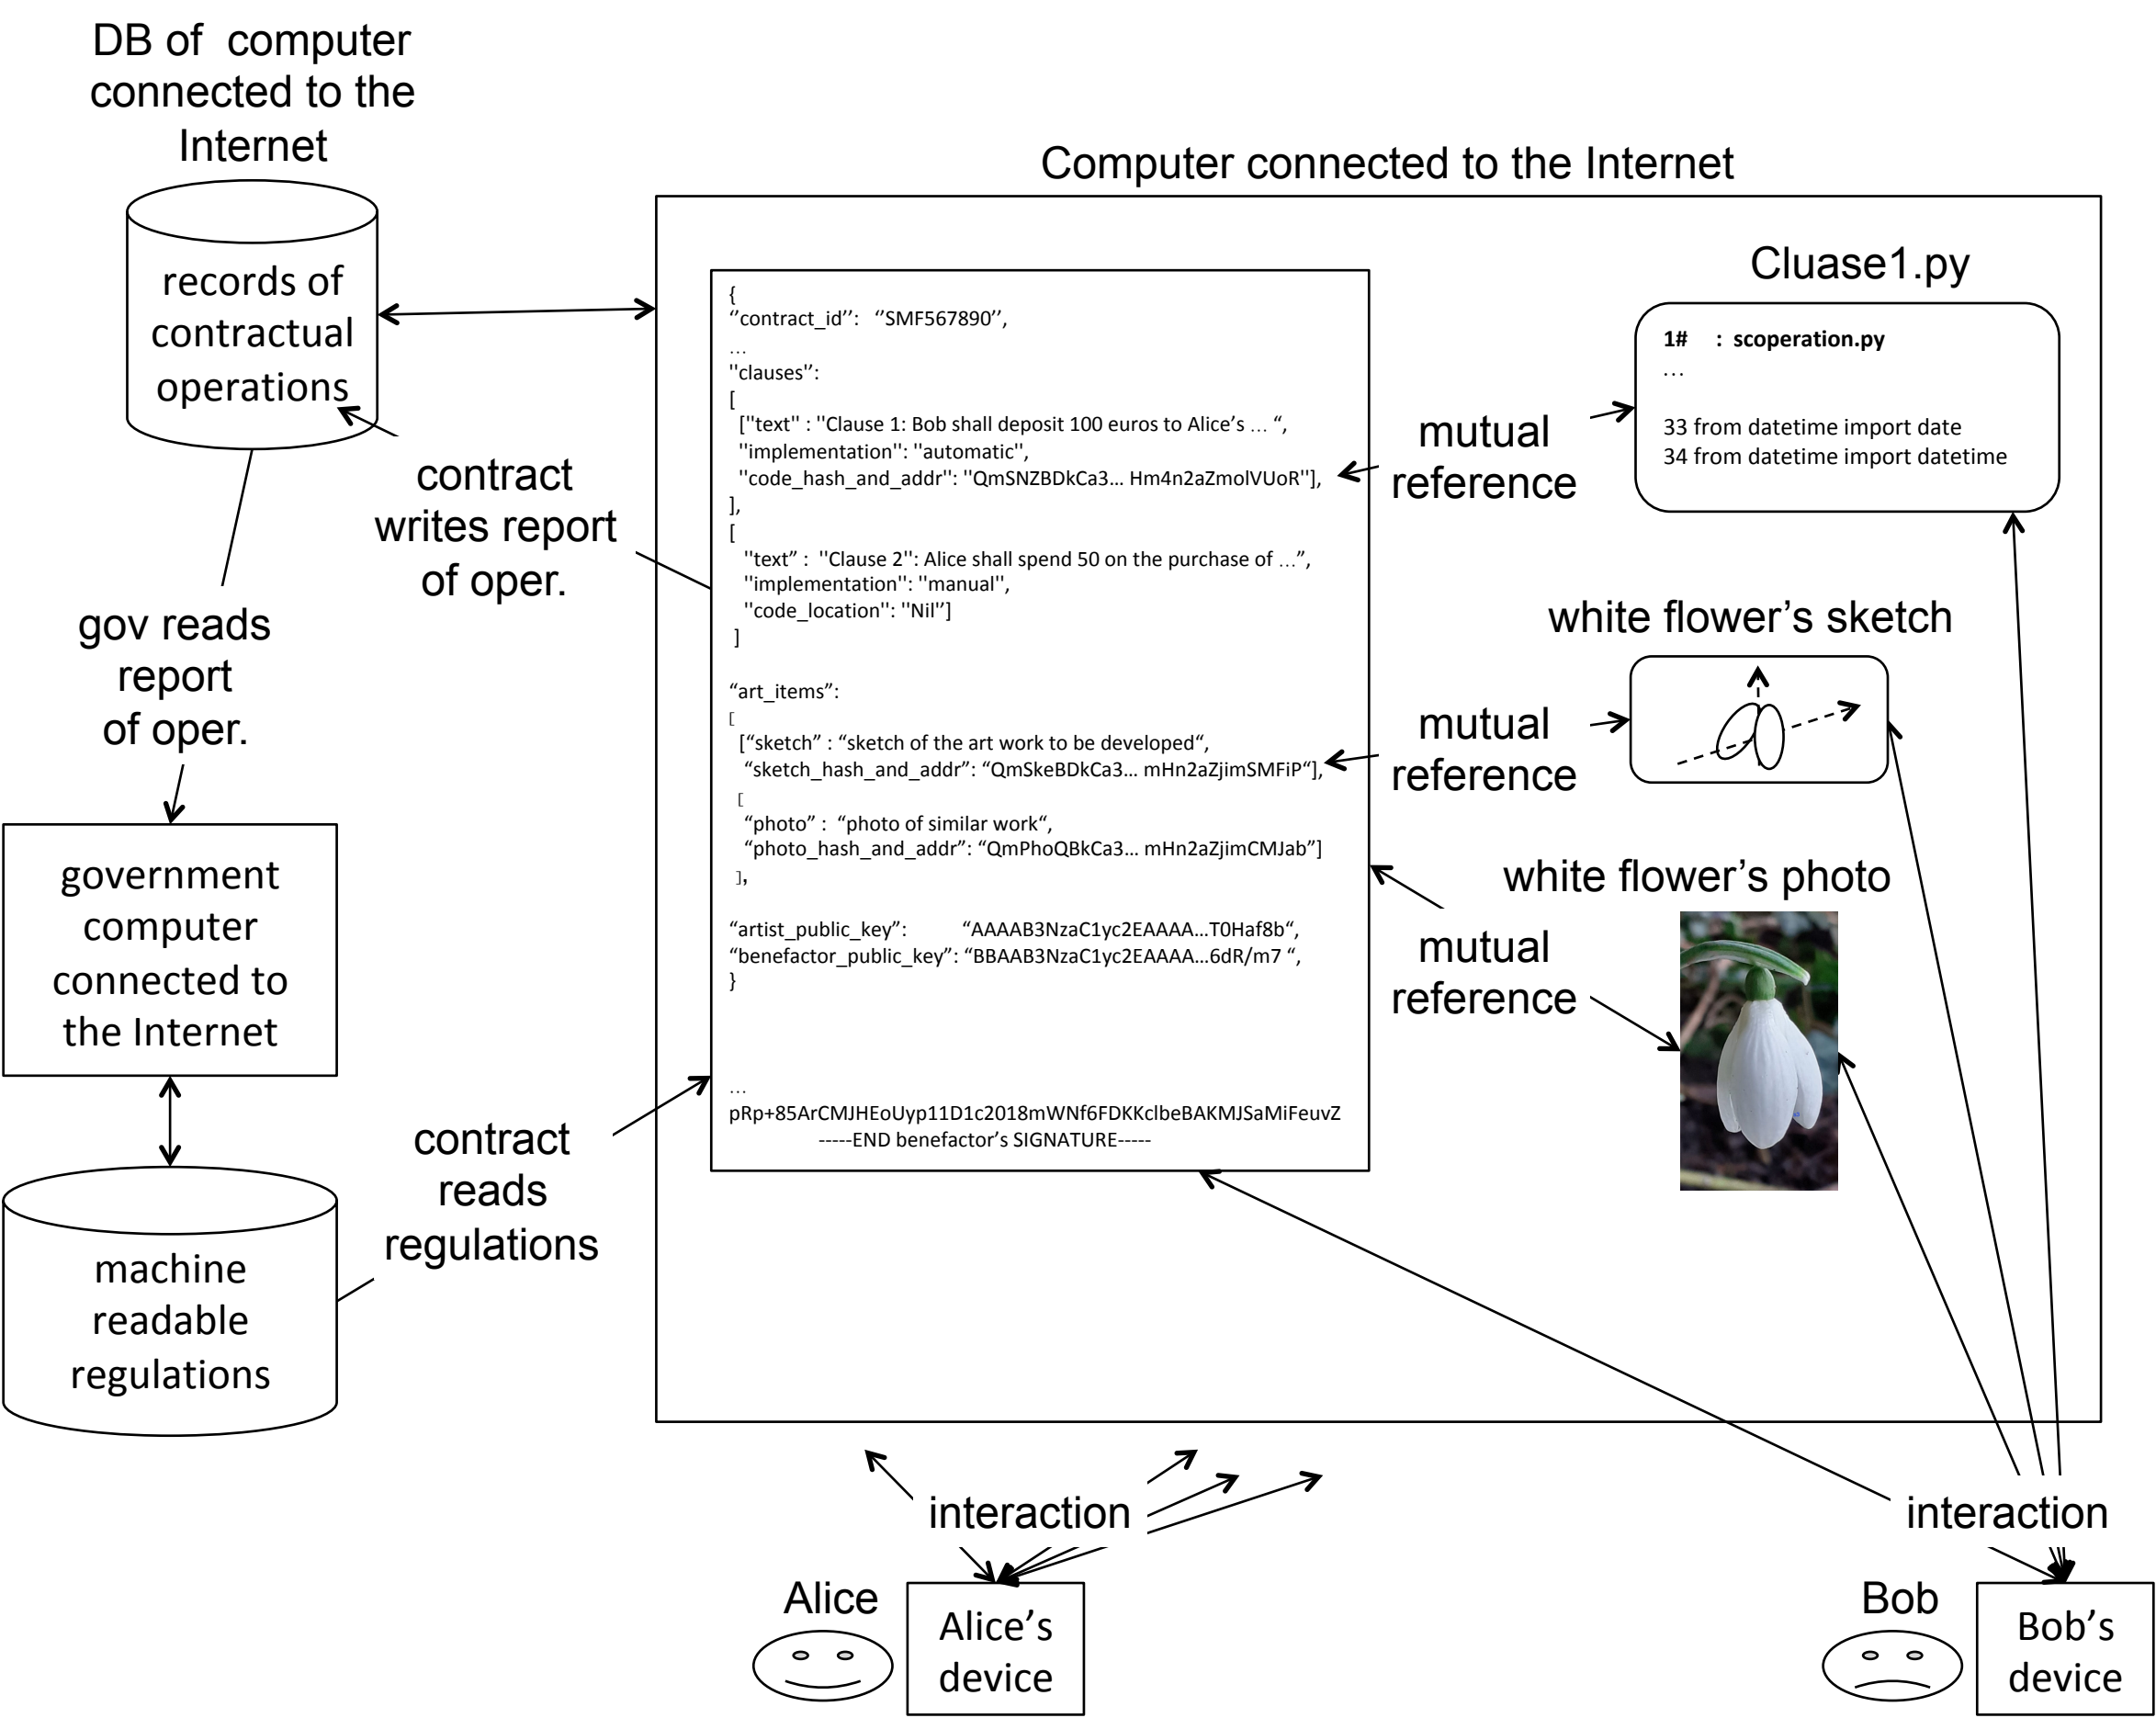 DB of  computer
connected to the
Internet
records of
contractual
operations
contract
writes report
of oper.
gov reads
report
of oper.
government
computer
connected to
the Internet
machine
readable
regulations
contract
reads
regulations
Computer connected to the Internet
{
‘’contract_id’’:   ‘’SMF567890’’,
…
''clauses’’:
[
[''text'' : ''Clause 1: Bob shall deposit 100 euros to Alice’s … “,
''implementation'': ''automatic'',
''code_hash_and_addr'': ''QmSNZBDkCa3… Hm4n2aZmolVUoR''],
],
[
''text” :  ''Clause 2'': Alice shall spend 50 on the purchase of …”,
''implementation'': ''manual'',
''code_location'': ''Nil’’]
]
“art_items”:
[
[“sketch” : “sketch of the art work to be developed“,
“sketch_hash_and_addr”: “QmSkeBDkCa3… mHn2aZjimSMFiP“],
[
“photo” :  “photo of similar work“,
“photo_hash_and_addr”: “QmPhoQBkCa3… mHn2aZjimCMJab”]
],
“artist_public_key”:          “AAAAB3NzaC1yc2EAAAA…T0Haf8b“,
“benefactor_public_key”: “BBAAB3NzaC1yc2EAAAA…6dR/m7 “,
}
…
pRp+85ArCMJHEoUyp11D1c2018mWNf6FDKKclbeBAKMJSaMiFeuvZ
-----END benefactor’s SIGNATURE-----
mutual
reference
Cluase1.py
1#    :  scoperation.py
…
33 from datetime import date
34 from datetime import datetime
white flower’s sketch
mutual
reference
white flower’s photo
mutual
reference
interaction
Alice
Alice’s
device
interaction
Bob
Bob’s
device